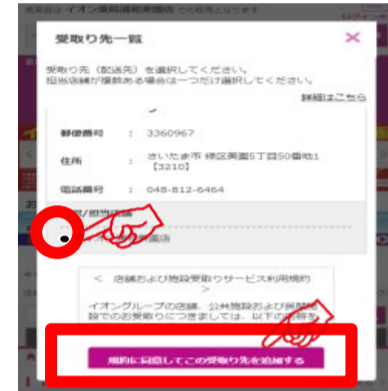 受取り先一覧
受取り先（配送先）を選択してください。
担当店舗が複数ある場合は一つだけ選択してください。
詳細はこちら
郵便番号 : 3360967
住所 : さいたま市 緑区美園5丁目50番地1
【3210】
電話番号 : 048-812-6464
/担当店舗
< 店舗および施設受取りサービス利用規約
>
イオングループの店舗、公共施設および民間施
設でのお受取りにつきましては、以下の
規約に同意してこの受取り先を追加する